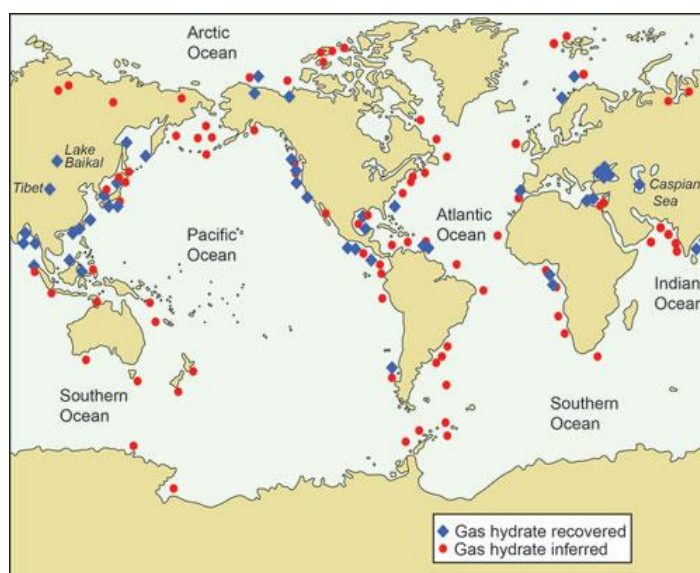 Arctic
Ocean
Lake
Baikal
Tibet
Caspian
Sea
Atlantic
Ocean
Pacific
Ocean
Indian
Ocean
Southern
Ocean
Southern
Ocean
Gas hydrate recovered
Gas hydrate inferred